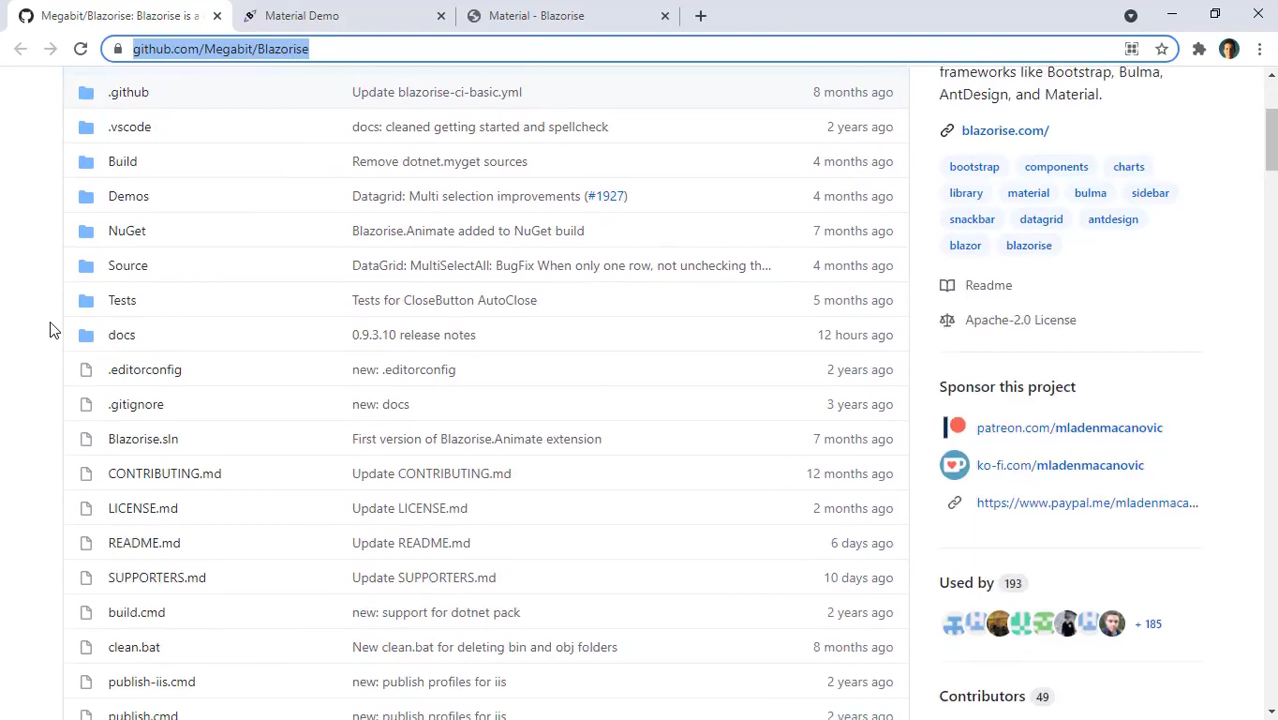 Megabit/Blazorise: Blazorise is a
Material Demo
Material - Blazorise
github.com/Megabit/Blazorise
.github Update blazorise-ci-basic.yml 8 months ago
.vscode docs: cleaned getting started and spellcheck 2 years ago
Build Remove dotnet.myget sources 4 months ago
Demos Datagrid: Multi selection improvements (#1927) 4 months ago
NuGet Blazorise.Animate added to NuGet build 7 months ago
Source DataGrid: MultiSelectAll: BugFix When only one row, not unchecking th... 4 months ago
Tests Tests for CloseButton AutoClose 5 months ago
docs 0.9.3.10 release notes 12 hours ago
.editorconfig new: .editorconfig 2 years ago
.gitignore new: docs 3 years ago
Blazorise.sln First version of Blazorise.Animate extension 7 months ago
CONTRIBUTING.md Update CONTRIBUTING.md 12 months ago
LICENSE.md Update LICENSE.md 2 months ago
README.md Update README.md 6 days ago
SUPPORTERS.md Update SUPPORTERS.md 10 days ago
build.cmd new: support for dotnet pack 2 years ago
clean.bat New clean.bat for deleting bin and obj folders 8 months ago
publish-iis.cmd new: publish profiles for iis 2 years ago
publish.cmd new: publish profiles for iis 2 years ago
frameworks like Bootstrap, Bulma,
AntDesign, and Material.
blazorise.com/
bootstrap components charts
library material bulma sidebar
snackbar datagrid antdesign
blazor blazorise
Readme
Apache-2.0 License
Sponsor this project
patreon.com/mladenmacanovic
ko-fi.com/mladenmacanovic
https://www.paypal.me/mladenmaca...
Used by 193
+ 185
Contributors 49